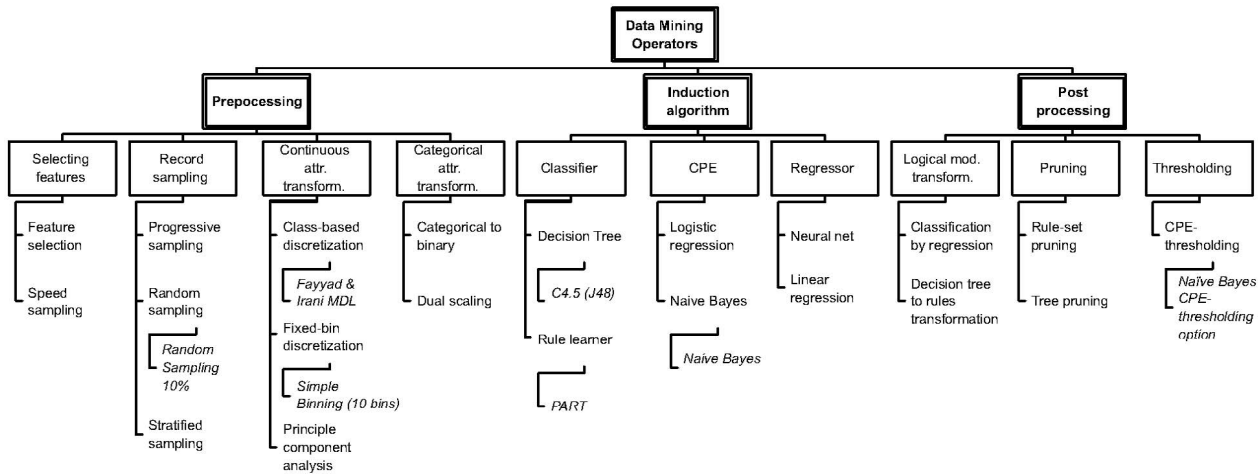 Data Mining
Operators
Prepocessing
Induction
algorithm
Post
processing
Selecting
features
Record
sampling
Continuous
attr.
transform.
Categorical
attr.
transform.
Classifier
CPE
Regressor
Logical mod.
transform.
Pruning
Thresholding
Feature
selection
Speed
sampling
Progressive
sampling
Random
sampling
Random
Sampling
10%
Stratified
sampling
Class-based
discretization
Fayyad &
Irani MDL
Fixed-bin
discretization
Simple
Binning (10 bins)
Principle
component
analysis
Categorical to
binary
Dual scaling
Decision Tree
C4.5 (J48)
Rule learner
PART
Logistic
regression
Naive Bayes
Naive Bayes
Neural net
Linear
regression
Classification
by regression
Decision tree
to rules
transformation
Rule-set
pruning
Tree pruning
CPE-
thresholding
Naïve Bayes
CPE-
thresholding
option